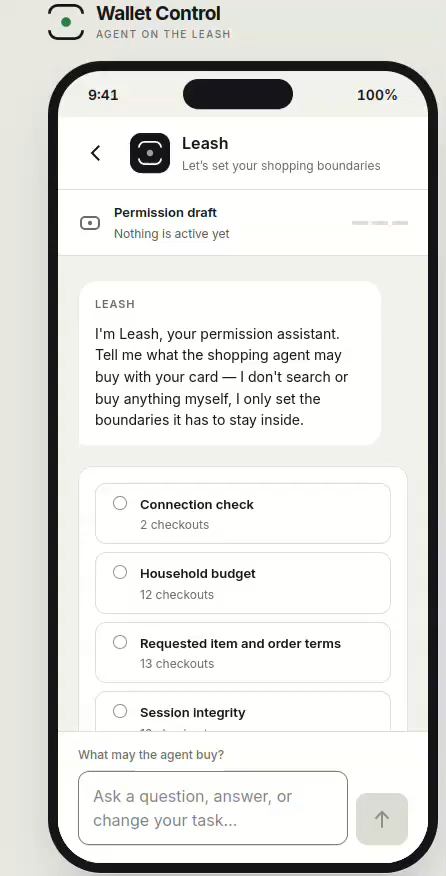 Wallet Control
AGENT ON THE LEASH
9:41
100%
Leash
Let's set your shopping boundaries
Permission draft
Nothing is active yet
LEASH
I'm Leash, your permission assistant.
Tell me what the shopping agent may
buy with your card — I don't search or
buy anything myself, I only set the
boundaries it has to stay inside.
Connection check
2 checkouts
Household budget
12 checkouts
Requested item and order terms
13 checkouts
Session integrity
What may the agent buy?
Ask a question, answer, or
change your task...